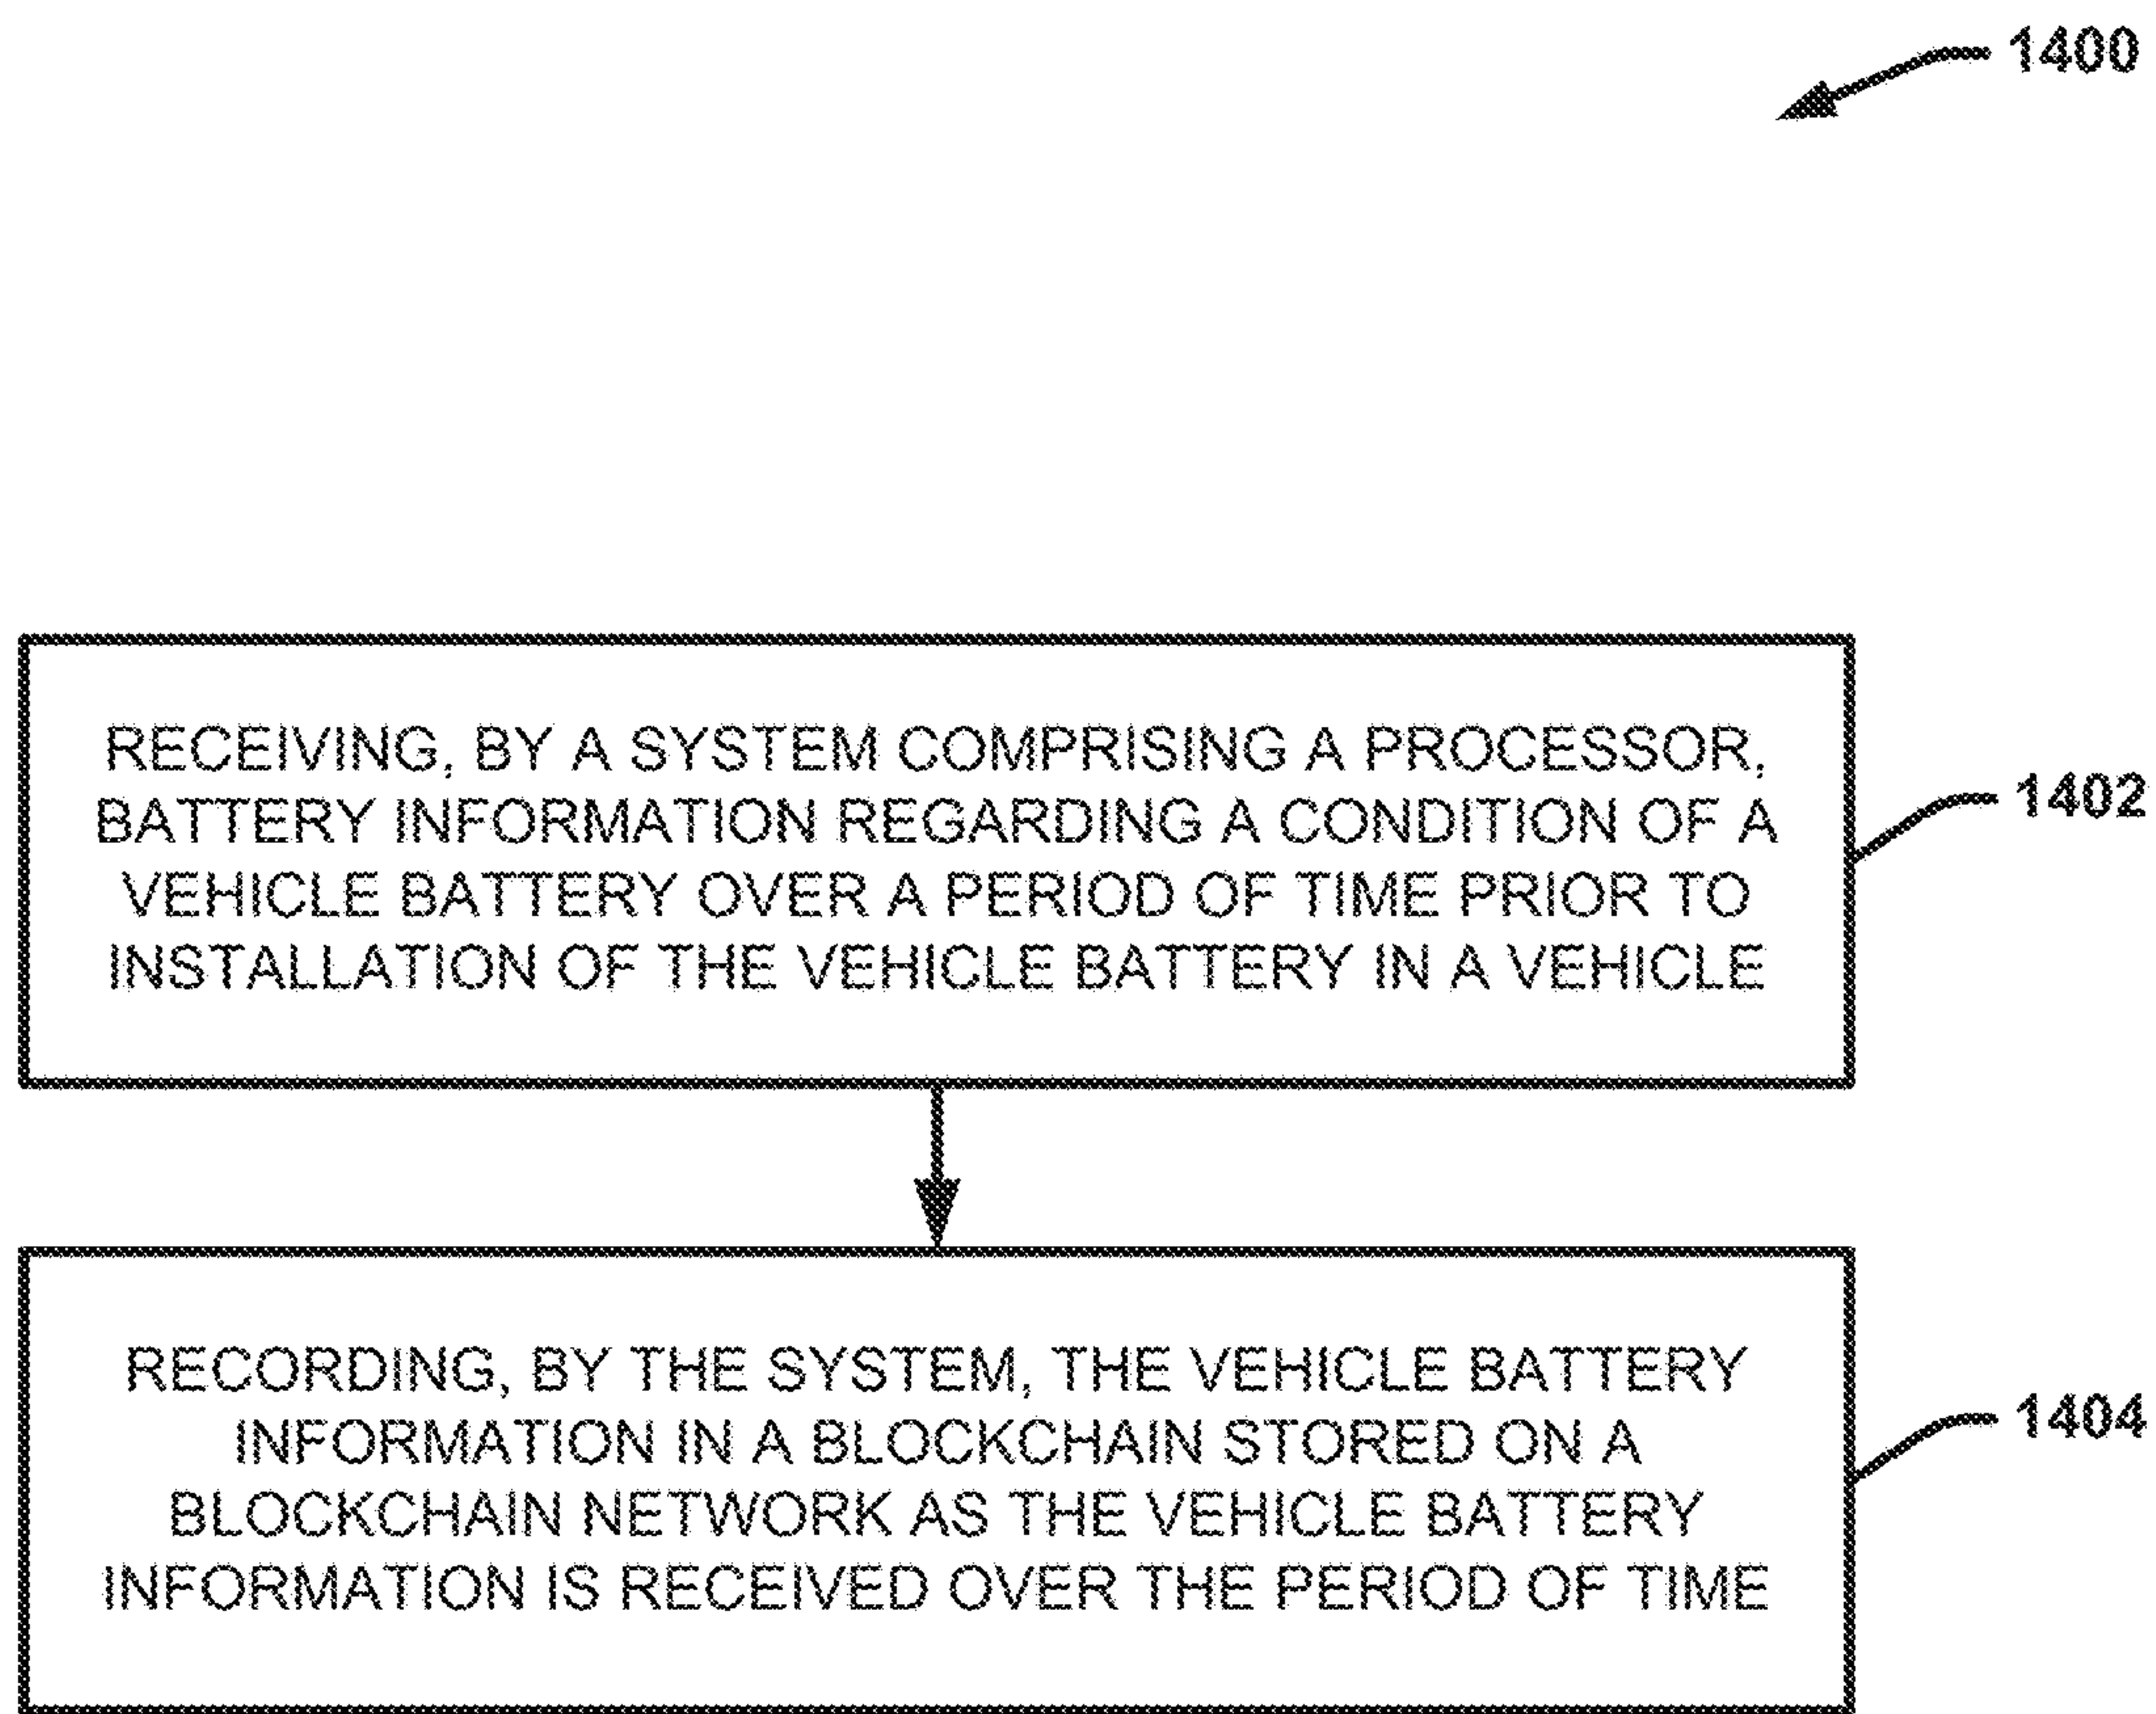 1400
RECEIVING, BY A SYSTEM COMPRISING A PROCESSOR,
BATTERY INFORMATION REGARDING A CONDITION OF A
VEHICLE BATTERY OVER A PERIOD OF TIME PRIOR TO
INSTALLATION OF THE VEHICLE BATTERY IN A VEHICLE
1402
RECORDING, BY THE SYSTEM, THE VEHICLE BATTERY
INFORMATION IN A BLOCKCHAIN STORED ON A
BLOCKCHAIN NETWORK AS THE VEHICLE BATTERY
INFORMATION IS RECEIVED OVER THE PERIOD OF TIME
1404